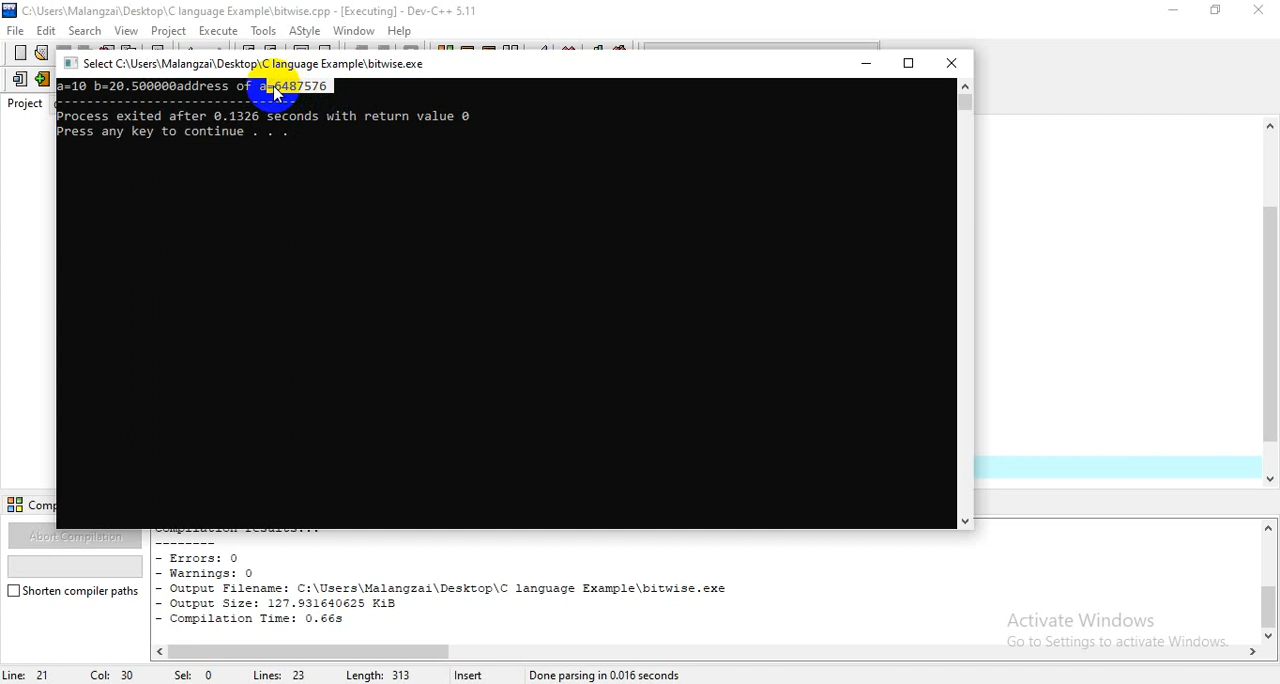 C:\Users\Malangzai\Desktop\C language Example\bitwise.cpp - [Executing] - Dev-C++ 5.11
File Edit Search View Project Execute Tools AStyle Window Help
Select C:\Users\Malangzai\Desktop\C language Example\bitwise.exe
a=10 b=20.500000address of a=6487576
--------------------------------
Process exited after 0.1326 seconds with return value 0
Press any key to continue . . .
Project
Compilation results...
--------
- Errors: 0
- Warnings: 0
- Output Filename: C:\Users\Malangzai\Desktop\C language Example\bitwise.exe
- Output Size: 127.931640625 KiB
- Compilation Time: 0.66s
Abort Compilation
Shorten compiler paths
Activate Windows
Go to Settings to activate Windows.
Line: 21 Col: 30 Sel: 0 Lines: 23 Length: 313 Insert Done parsing in 0.016 seconds